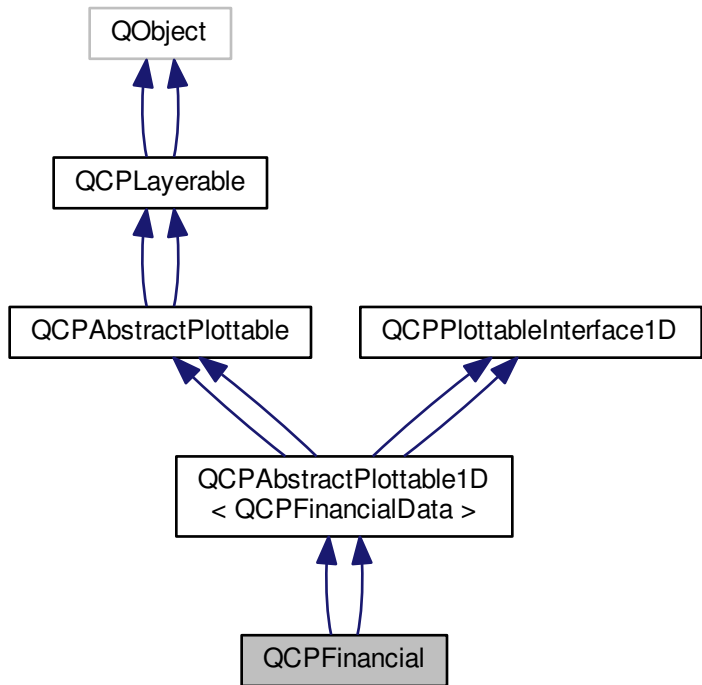 QObject
QCPLayerable
QCPAbstractPlottable
QCPPlottableInterface1D
QCPAbstractPlottable1D
< QCPFinancialData >
QCPFinancial